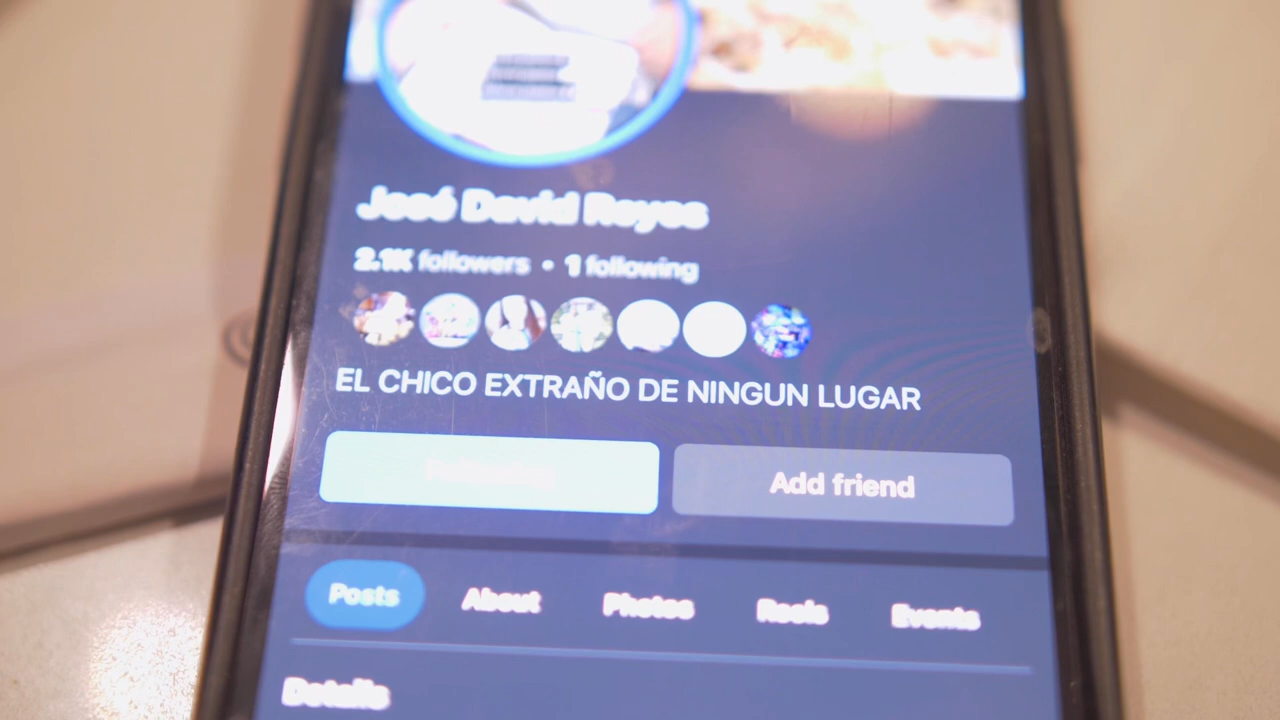 José David Reyes
2.1K followers • 1 following
EL CHICO EXTRAÑO DE NINGUN LUGAR
Add friend
Posts About Photos Reels Events
Details